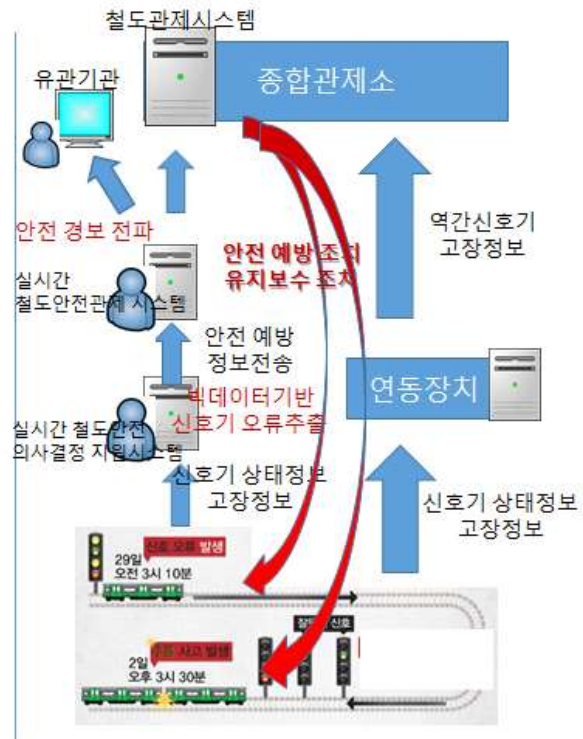 철도관제시스템
유관기관
종합관제소
안전 경보 전파
역간신호기
고장정보
안전 예방 조치
유지보수 조치
실시간
철도안전관제 시스템
안전 예방
정보전송
연동장치
빅데이터기반
신호기 오류추출
실시간 철도안전
의사결정 지원시스템
신호기 상태정보
고장정보
신호기 상태정보
고장정보
신호 오류 발생
29일
오전 3시 10분
신호
사고 발생
2일
오후 3시 30분